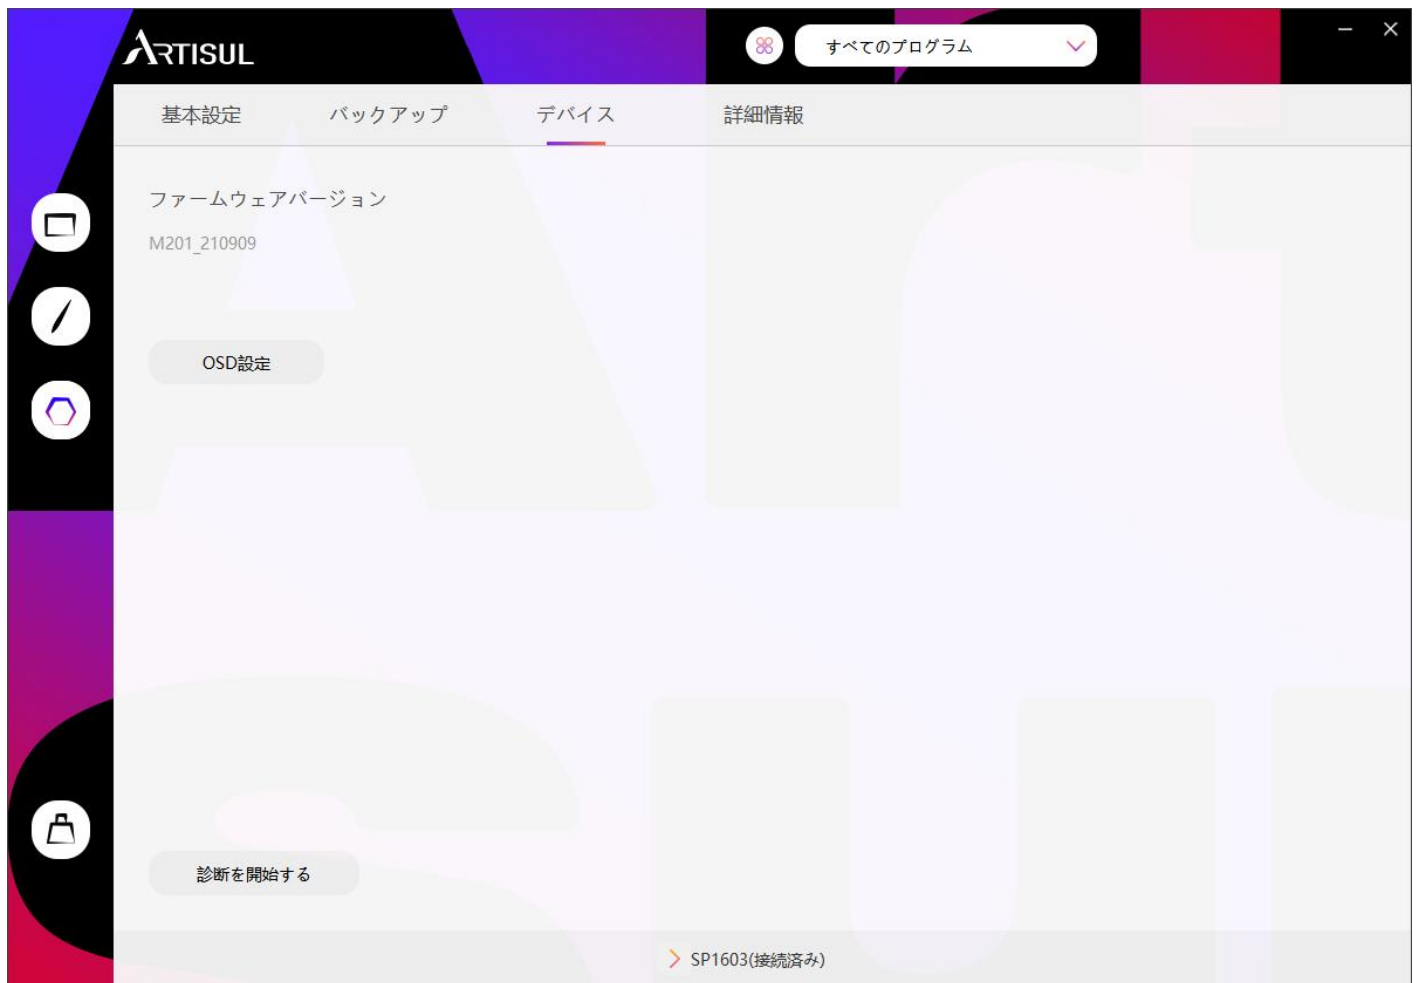 ARTISUL
すべてのプログラム
基本設定 バックアップ デバイス 詳細情報
ファームウェアバージョン
M201_210909
OSD設定
診断を開始する
SP1603(接続済み)